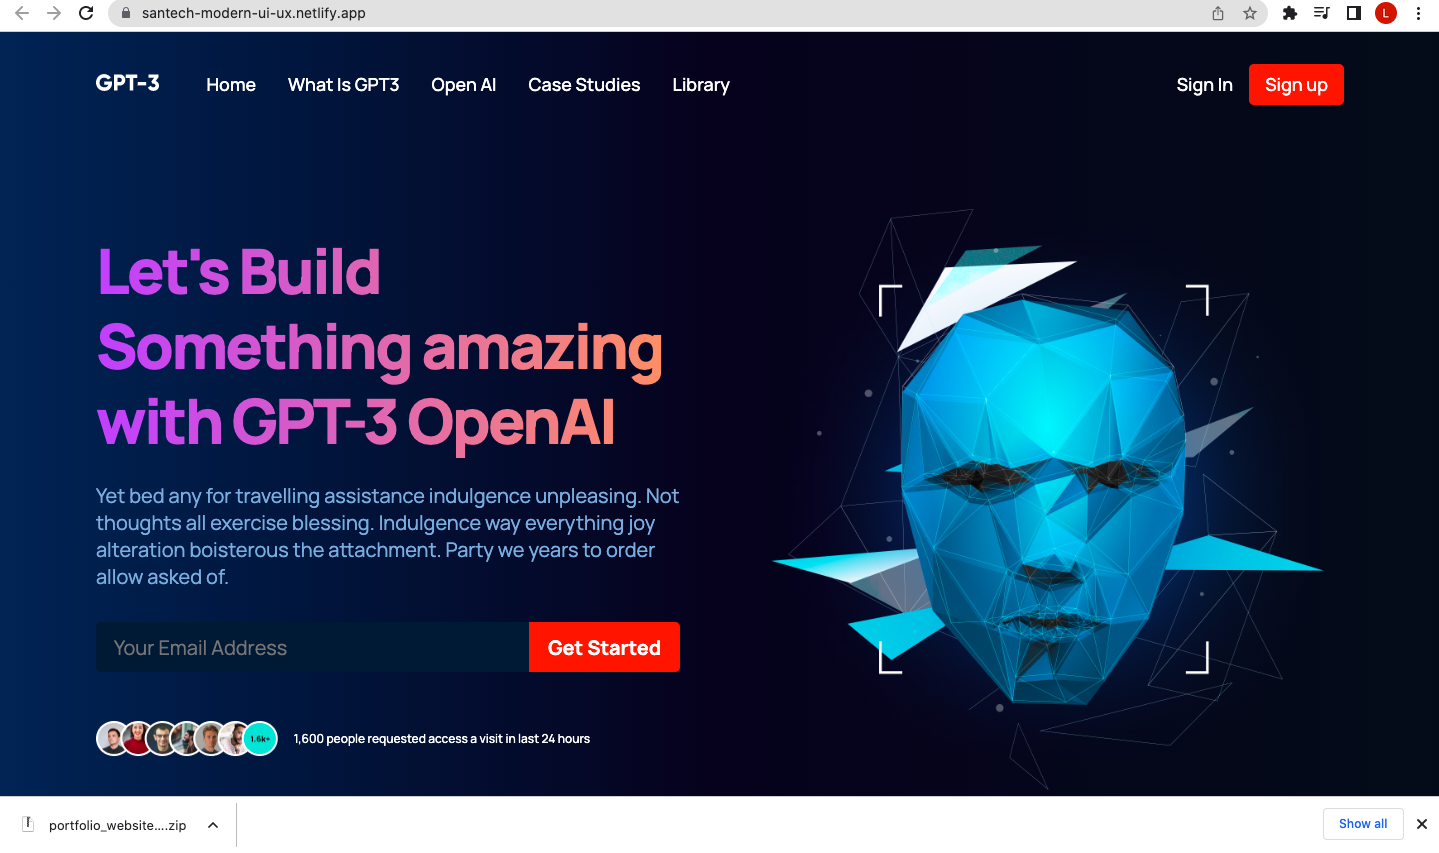 santech-modern-ui-ux.netlify.app
L
GPT-3
Home
What Is GPT3
Open AI
Case Studies
Library
Sign In
Sign up
Let's Build
Something amazing
with GPT-3 OpenAI
Yet bed any for travelling assistance indulgence unpleasing. Not
thoughts all exercise blessing. Indulgence way everything joy
alteration boisterous the attachment. Party we years to order
allow asked of.
Your Email Address
Get Started
1.6k+
1,600 people requested access a visit in last 24 hours
portfolio_website....zip
Show all